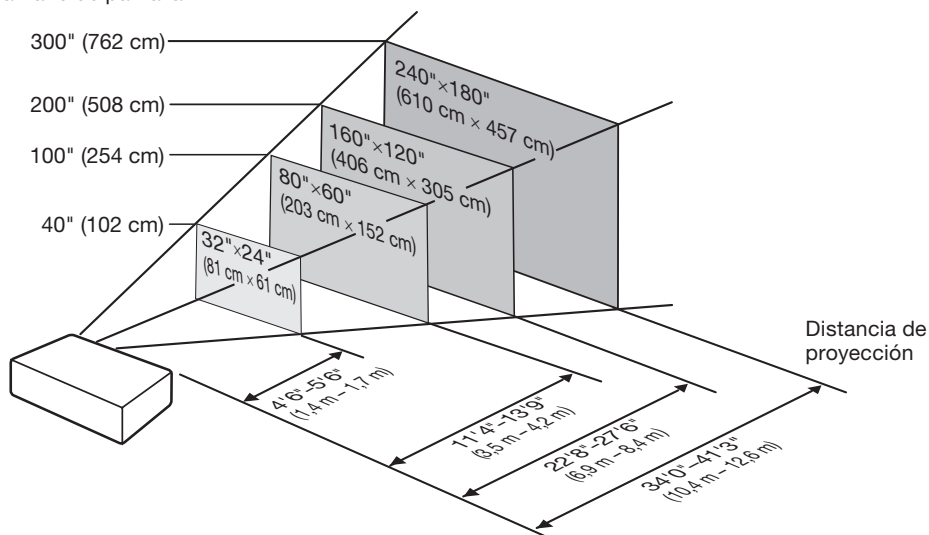 300" (762 cm)
200" (508 cm)
100" (254 cm)
40" (102 cm)
240"×180"
(610 cm × 457 cm)
160"×120"
(406 cm × 305 cm)
80"×60"
(203 cm × 152 cm)
32"×24"
(81 cm × 61 cm)
Distancia de
proyección
4'6"–5'6"
(1,4 m – 1,7 m)
11'4"–13'9"
(3,5 m – 4,2 m)
22'8"–27'6"
(6,9 m – 8,4 m)
34'0"–41'3"
(10,4 m – 12,6 m)